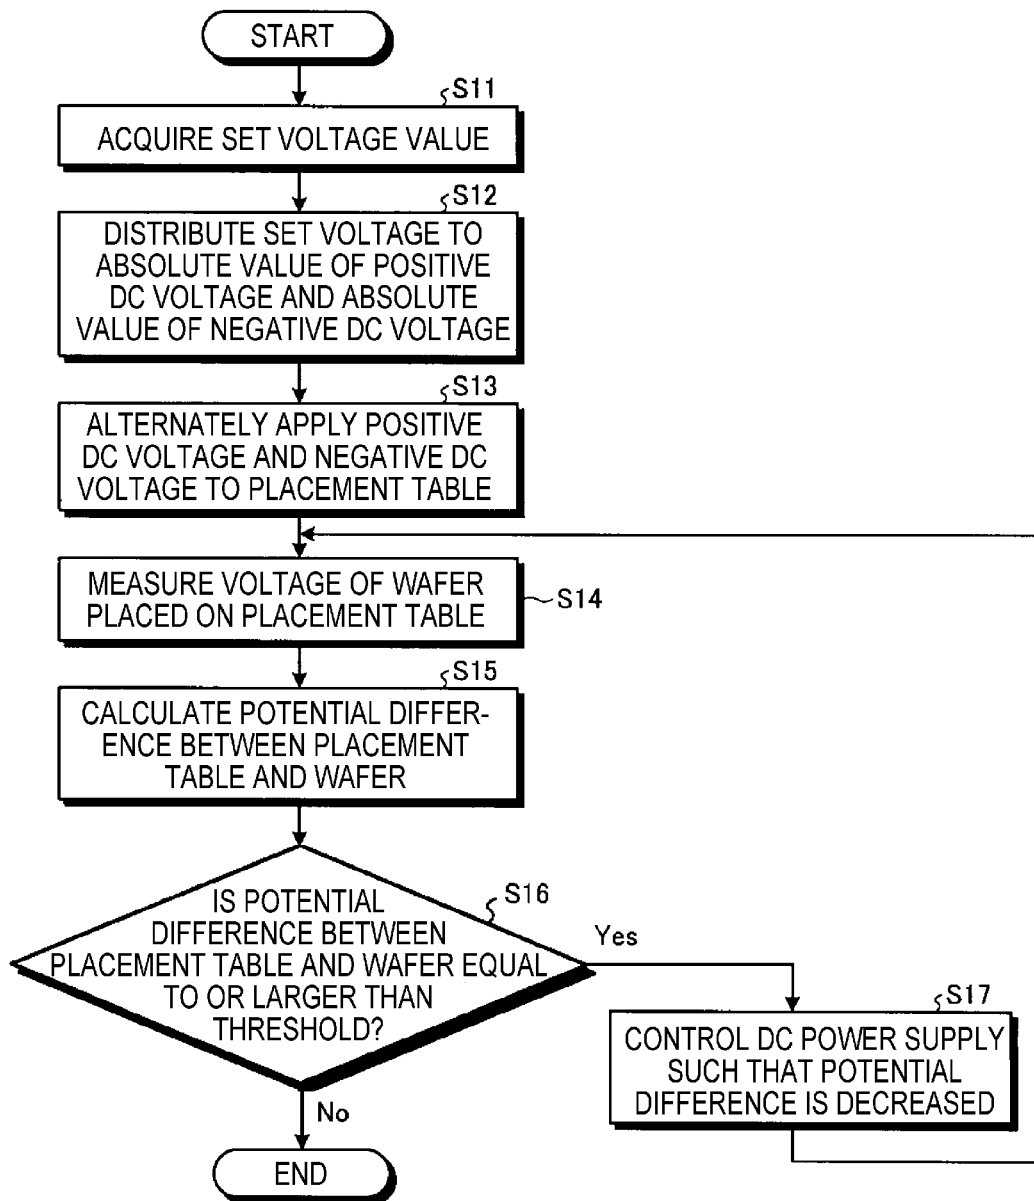 START
S11
ACQUIRE SET VOLTAGE VALUE
S12
DISTRIBUTE SET VOLTAGE TO
ABSOLUTE VALUE OF POSITIVE
DC VOLTAGE AND ABSOLUTE
VALUE OF NEGATIVE DC VOLTAGE
S13
ALTERNATELY APPLY POSITIVE
DC VOLTAGE AND NEGATIVE DC
VOLTAGE TO PLACEMENT TABLE
MEASURE VOLTAGE OF WAFER
PLACED ON PLACEMENT TABLE
S14
S15
CALCULATE POTENTIAL DIFFER-
ENCE BETWEEN PLACEMENT
TABLE AND WAFER
S16
IS POTENTIAL
DIFFERENCE BETWEEN
PLACEMENT TABLE AND WAFER EQUAL
TO OR LARGER THAN
THRESHOLD?
Yes
S17
CONTROL DC POWER SUPPLY
SUCH THAT POTENTIAL
DIFFERENCE IS DECREASED
No
END